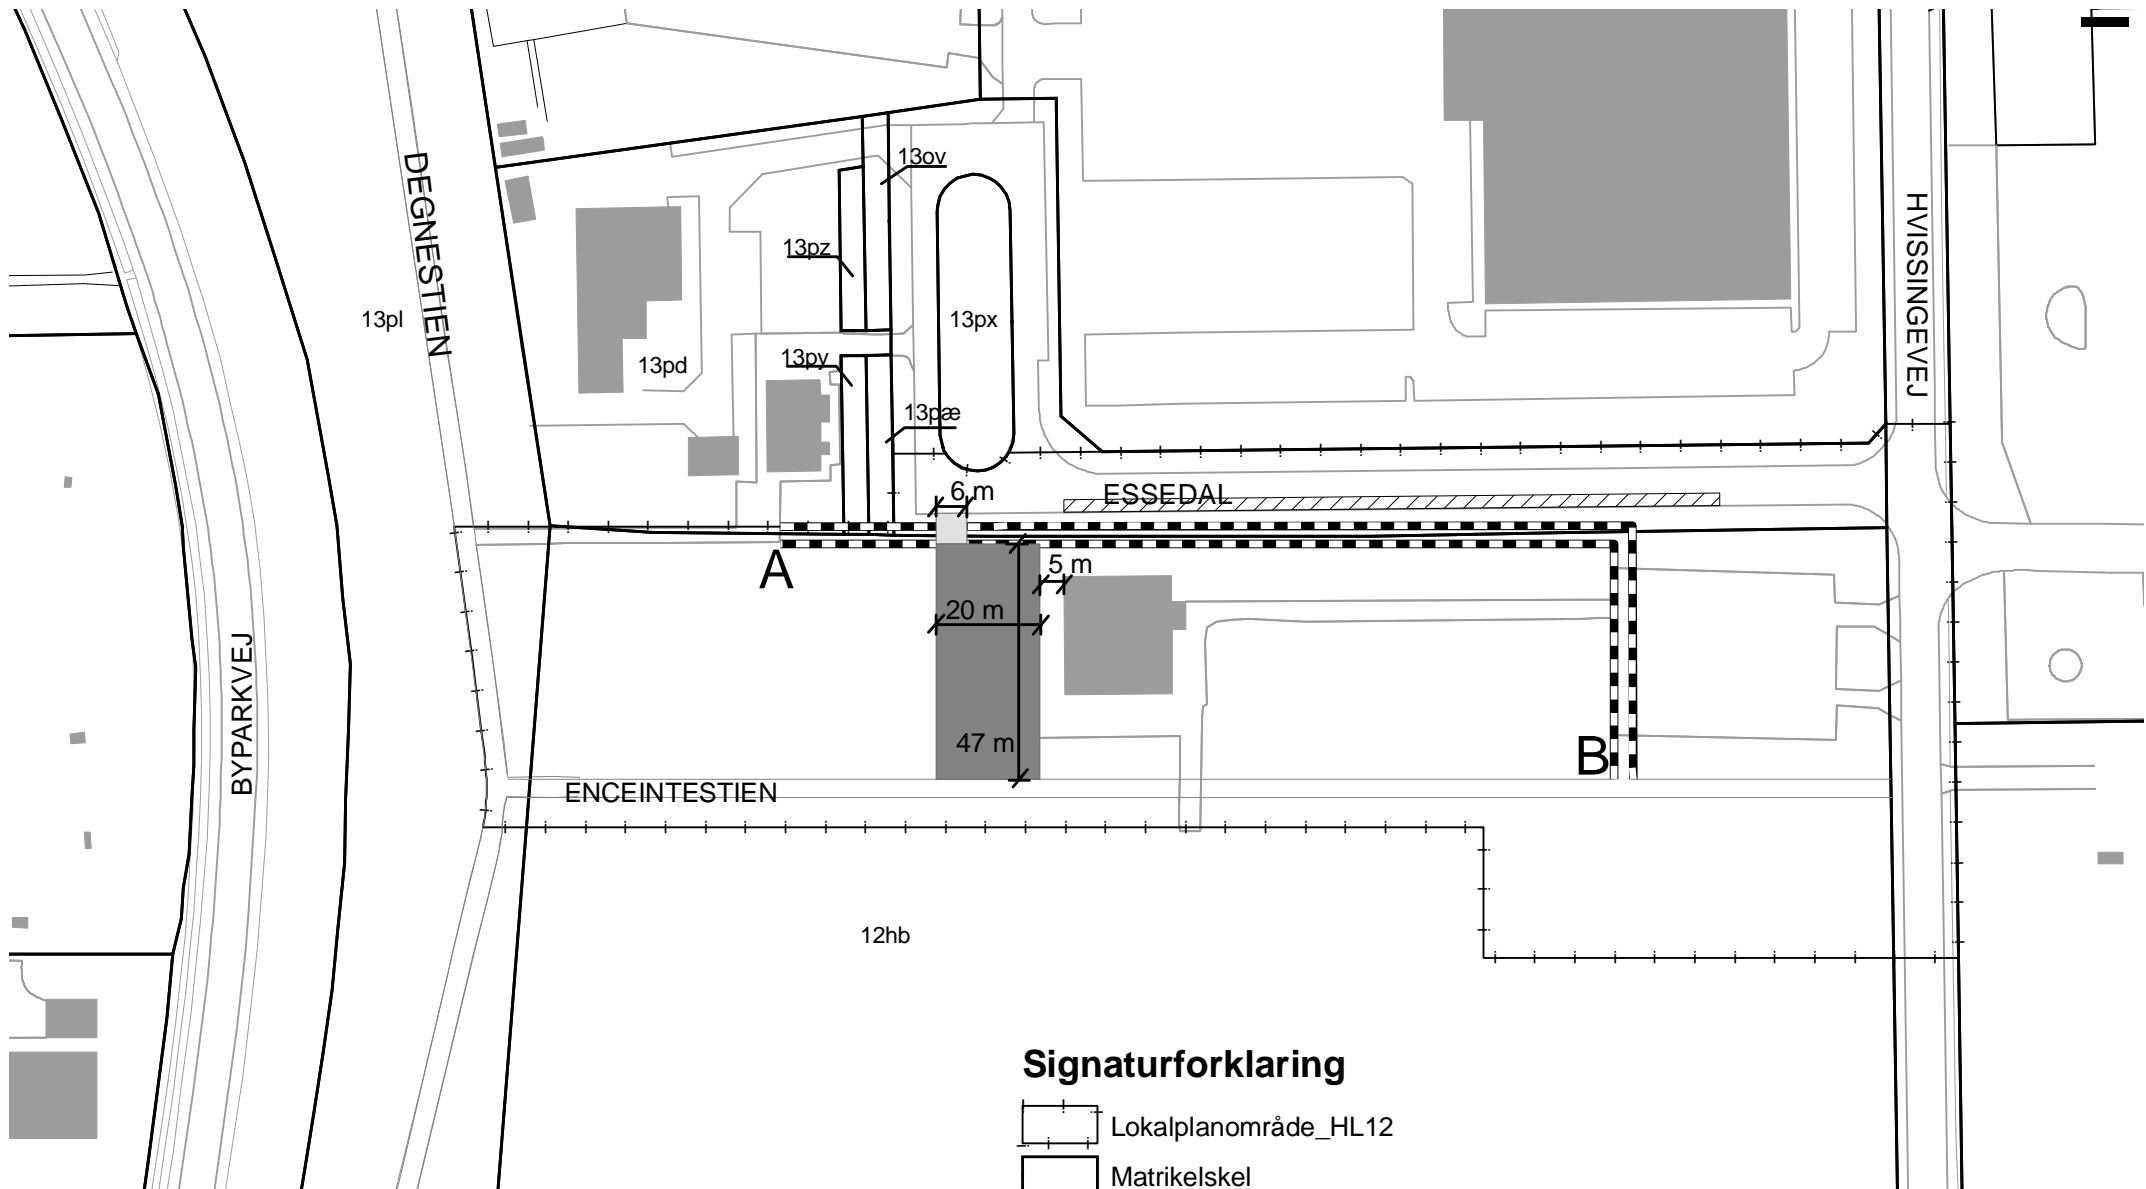 13ov
DEGNESTIEN
HVISSINGEVEJ
13pz
13pl
13px
13pd
13py
13pæ
6 m
ESSEDAL
A
5 m
20 m
BYPARKVEJ
47 m
B
ENCEINTESTIEN
12hb
Signaturforklaring
Lokalplanområde_HL12
Matrikelskel